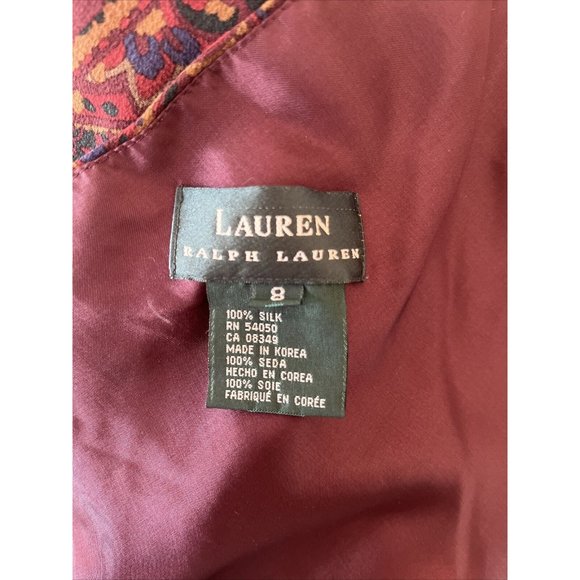 LAUREN
RALPH LAUREN
8
100% SILK
RN 54050
CA 08349
MADE IN KOREA
100% SEDA
HECHO EN COREA
100% SOIE
FABRIQUÉ EN CORÉE